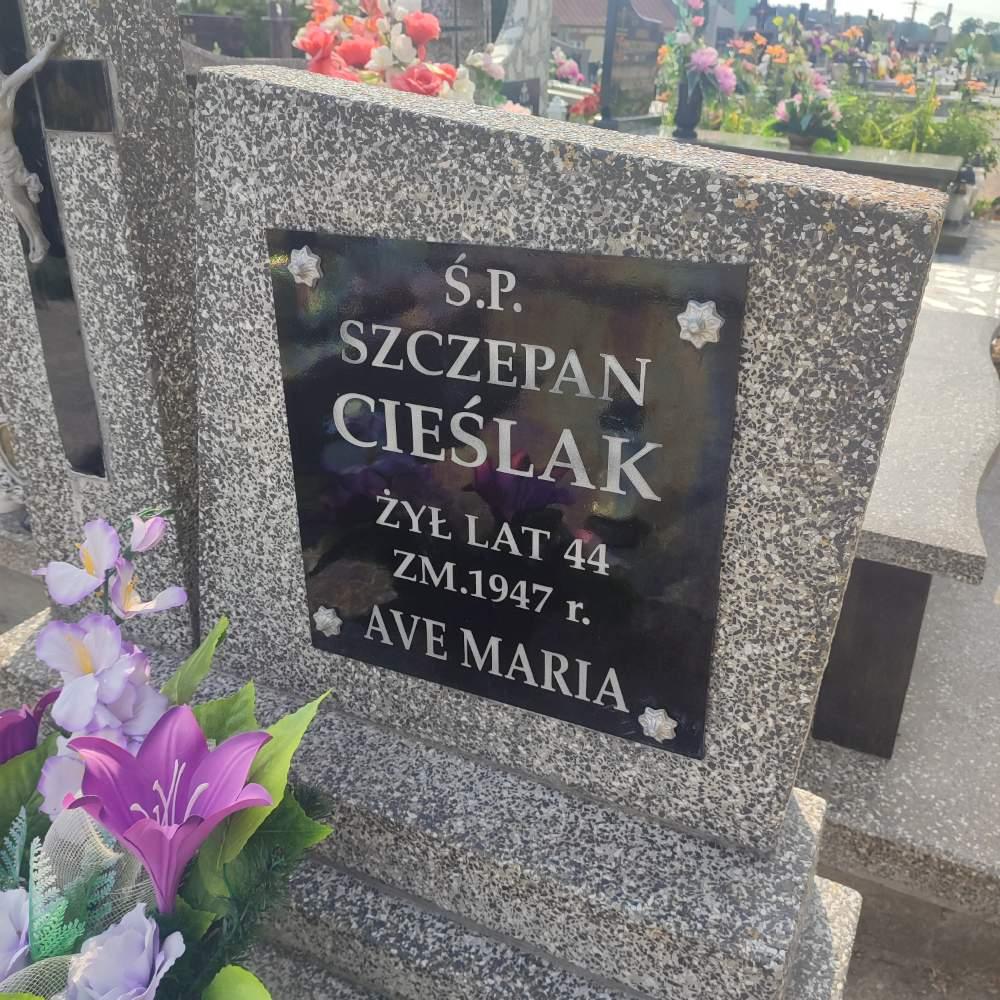 Ś.P.
SZCZEPAN
CIEŚLAK
ŻYŁ LAT 44
ZM.1947 r.
AVE MARIA